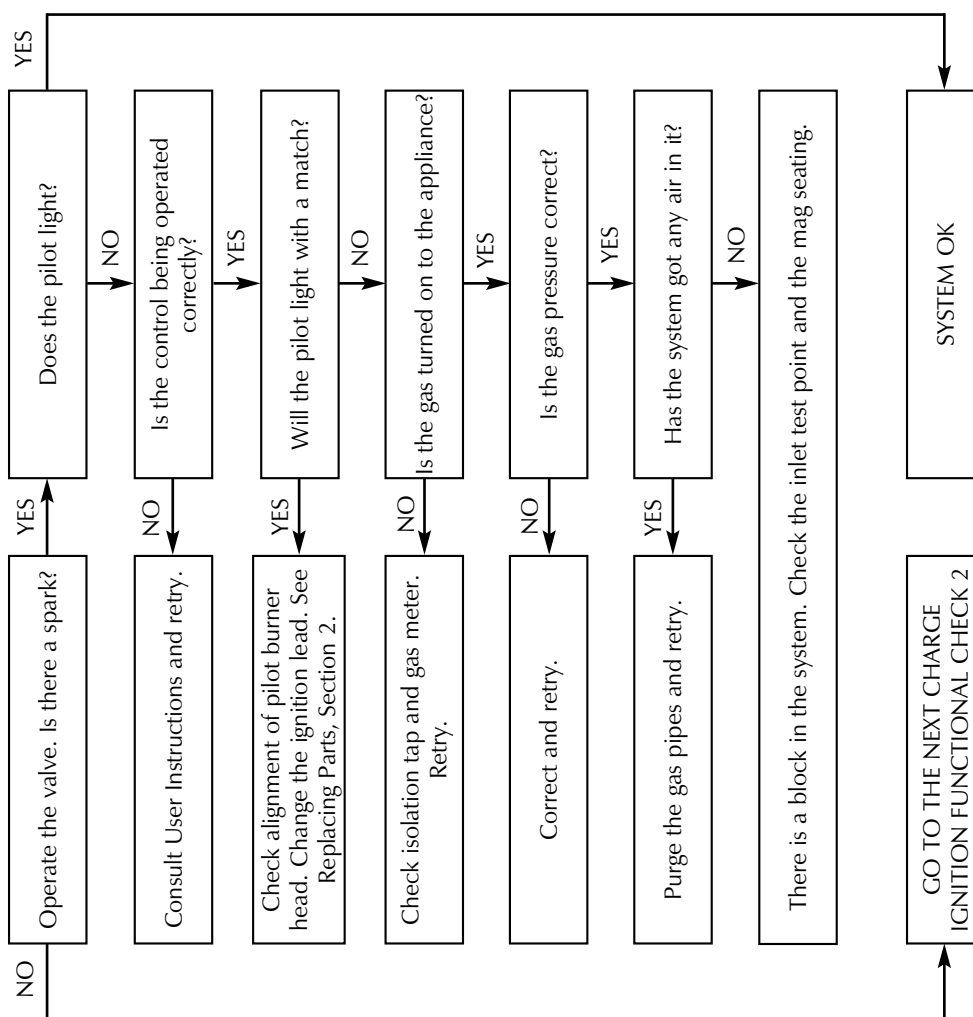 Operate the valve. Is there a spark?
YES
Does the pilot light?
YES
NO
NO
Consult User Instructions and retry.
NO
Is the control being operated
correctly?
YES
Check alignment of pilot burner
head. Change the ignition lead. See
Replacing Parts, Section 2.
YES
Will the pilot light with a match?
NO
Check isolation tap and gas meter.
Retry.
NO
Is the gas turned on to the appliance?
YES
Correct and retry.
NO
Is the gas pressure correct?
YES
Purge the gas pipes and retry.
YES
Has the system got any air in it?
NO
There is a block in the system. Check the inlet test point and the mag seating.
GO TO THE NEXT CHARGE
IGNITION FUNCTIONAL CHECK 2
SYSTEM OK